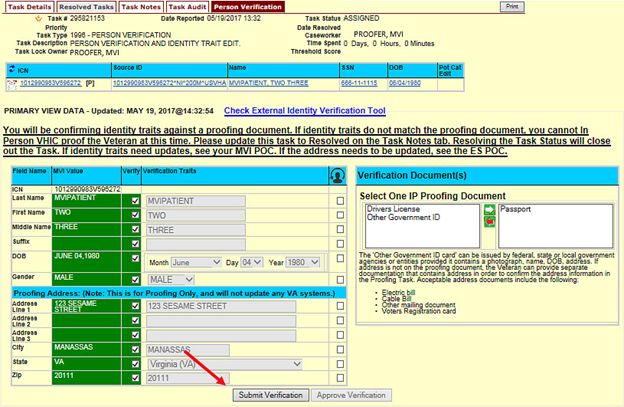 Task Details Resolved Tasks Task Notes Task Audit Person Verification Print
Task # 295821153 Date Reported 05/19/2017 13:32 Task Status ASSIGNED
Priority Date Resolved
Task Type 1996 - PERSON VERIFICATION Caseworker PROOFER, MVI
Task Description PERSON VERIFICATION AND IDENTITY TRAIT EDIT. Time Spent 0 Days, 0 Hours, 0 Minutes
Task Lock Owner PROOFER, MVI Threshold Score
ICN Source ID Name SSN DOB Pot Cat Edit
1012990983V596272 [P] 1012990983V596272^NI^200M^USVHA MVIPATIENT, TWO THREE 666-11-1115 06/04/1980
PRIMARY VIEW DATA - Updated: MAY 19, 2017@14:32:54 Check External Identity Verification Tool
You will be confirming identity traits against a proofing document. If identity traits do not match the proofing document, you cannot In
Person VHIC proof the Veteran at this time. Please update this task to Resolved on the Task Notes tab. Resolving the Task Status will close
out the Task. If identity traits need updates, see your MVI POC. If the address needs to be updated, see the ES POC.
Field Name MVI Value Verify Verification Traits
ICN 1012990983V596272
Last Name MVIPATIENT MVIPATIENT
First Name TWO TWO
Middle Name THREE THREE
Suffix
DOB JUNE 04,1980 Month June Day 04 Year 1980
Gender MALE MALE
Proofing Address: (Note: This is for Proofing Only, and will not update any VA systems.)
Address Line 1 123 SESAME STREET 123 SESAME STREET
Address Line 2
Address Line 3
City MANASSAS MANASSAS
State VA Virginia (VA)
Zip 20111 20111
Verification Document(s)
Select One IP Proofing Document
Drivers License Passport
Other Government ID
The 'Other Government ID card' can be issued by federal, state or local government
agencies or entities provided it contains a photograph, name, DOB, address. If
address is not on the proofing document, the Veteran can provide separate
documentation that contains address in order to confirm the address information
in the Proofing Task. Acceptable address documents include the following:
• Electric bill
• Cable Bill
• Other mailing document
• Voters Registration card
Submit Verification Approve Verification